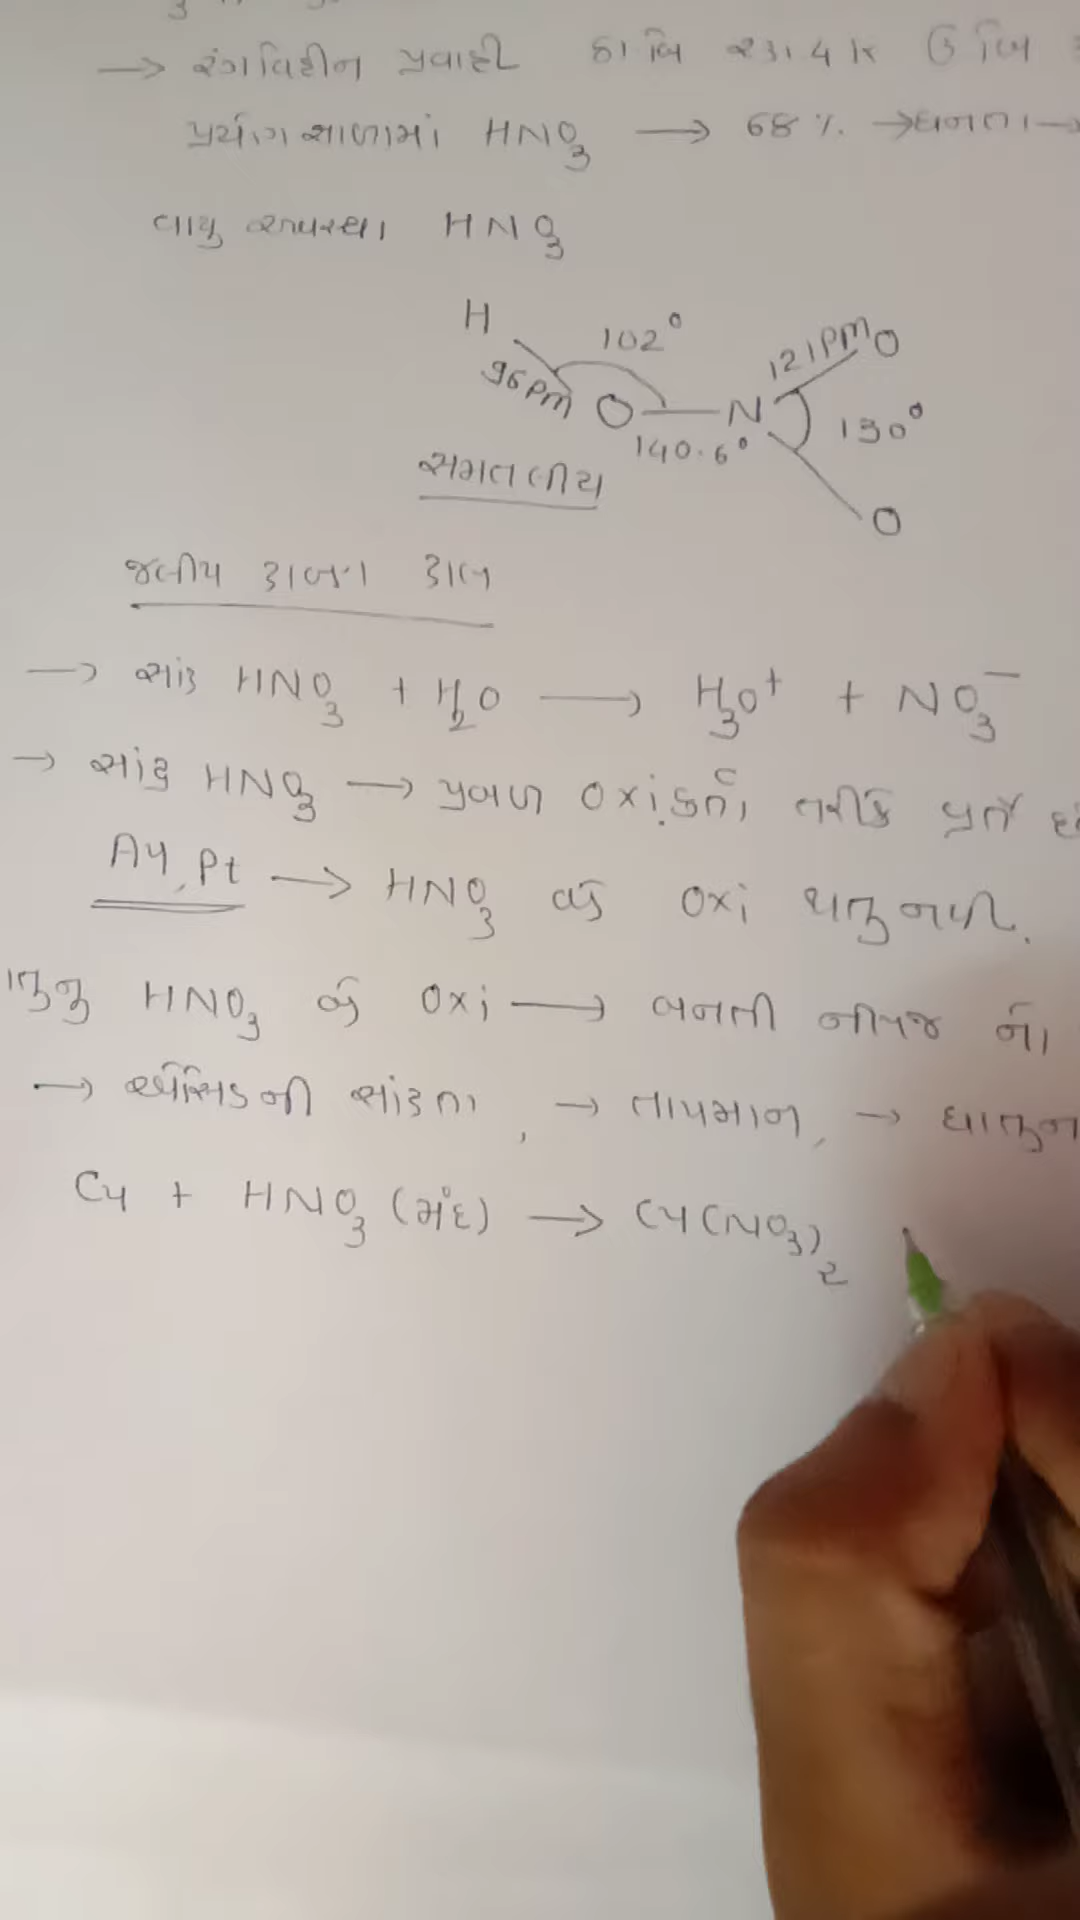 → રંગવિહીન પ્રવાહી ઠા બિ 231.4 K ઉ બિ
પ્રયોગશાળામાં HNO3 → 68 % → ઘનતા →
વાયુ અવસ્થા HNO3
H 102° 121PM O
96PM O — N 130°
140.6°
સમતલીય
O
જલીય દ્રાવણ
→ સાંદ્ર HNO3 + H2O → H3O+ + NO3−
→ સાંદ્ર HNO3 → પ્રબળ Oxi.કર્તા તરીકે વર્તે છે
Au, Pt → HNO3 વડે Oxi થતુ નથી.
HNO3 વડે Oxi → બનતી નીપજ નો
→ એસિડની સાંદ્રતા, → તાપમાન, →
Cu + HNO3 (મંદ) → Cu(NO3)2